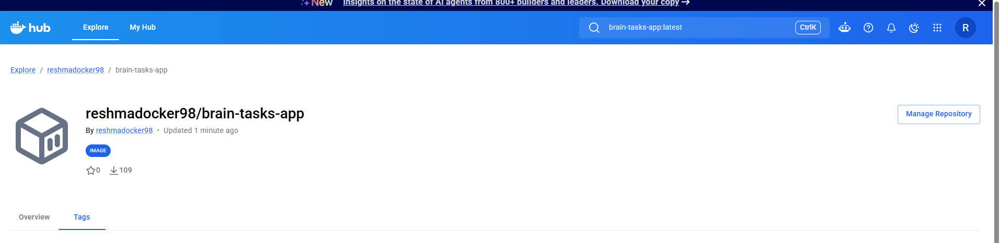 New Insights on the state of AI agents from 800+ builders and leaders. Download your copy →
hub Explore My Hub brain-tasks-app:latest CtrlK R
Explore / reshmadocker98 / brain-tasks-app
reshmadocker98/brain-tasks-app
Manage Repository
By reshmadocker98 • Updated 1 minute ago
IMAGE
0 109
Overview Tags